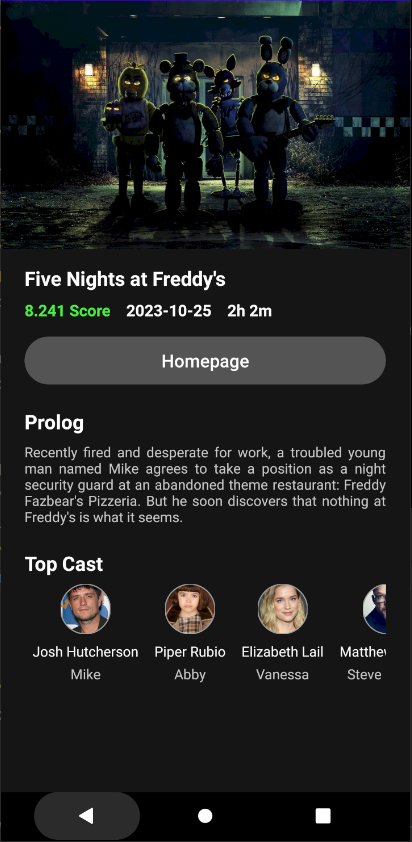 Five Nights at Freddy's
8.241 Score 2023-10-25 2h 2m
Homepage
Prolog
Recently fired and desperate for work, a troubled young
man named Mike agrees to take a position as a night
security guard at an abandoned theme restaurant: Freddy
Fazbear's Pizzeria. But he soon discovers that nothing at
Freddy's is what it seems.
Top Cast
Josh Hutcherson Piper Rubio Elizabeth Lail Matthew
Mike Abby Vanessa Steve